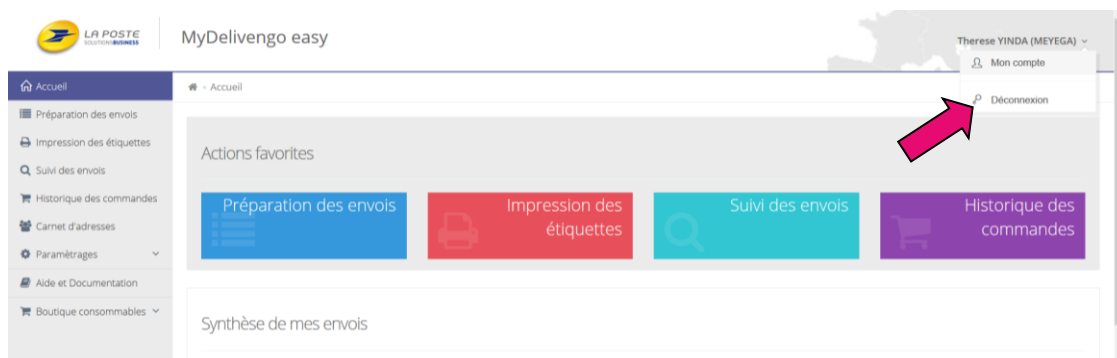 LA POSTE
SOLUTIONS BUSINESS
MyDelivengo easy
Therese YINDA (MEYEGA)
Mon compte
Déconnexion
Accueil
- Accueil
Préparation des envois
Impression des étiquettes
Suivi des envois
Historique des commandes
Carnet d'adresses
Paramètrages
Aide et Documentation
Boutique consommables
Actions favorites
Préparation des envois
Impression des
étiquettes
Suivi des envois
Historique des
commandes
Synthèse de mes envois